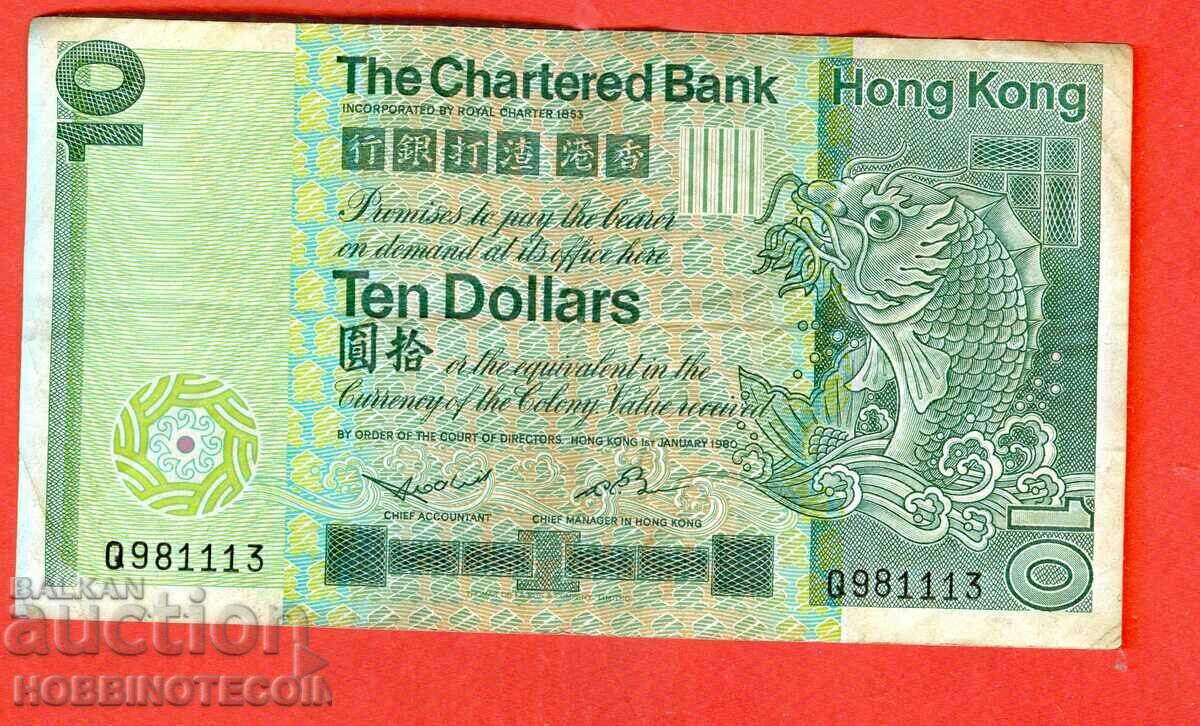 10
The Chartered Bank
INCORPORATED BY ROYAL CHARTER 1853
行銀打渣港香
Promises to pay the bearer
on demand at its office here
Ten Dollars
圓拾
or the equivalent in the
Currency of the Colony. Value received
BY ORDER OF THE COURT OF DIRECTORS. HONG KONG 1ST JANUARY 1980
CHIEF ACCOUNTANT
CHIEF MANAGER IN HONG KONG
Hong Kong
10
Q981113
Q981113
BALKAN
auction
HOBBINOTECOIN